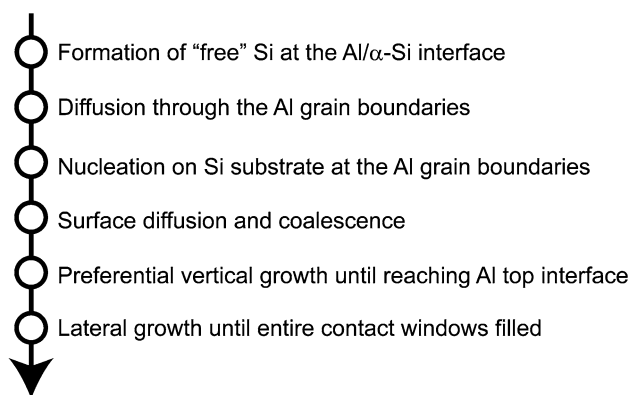 Formation of “free” Si at the Al/α-Si interface
Diffusion through the Al grain boundaries
Nucleation on Si substrate at the Al grain boundaries
Surface diffusion and coalescence
Preferential vertical growth until reaching Al top interface
Lateral growth until entire contact windows filled